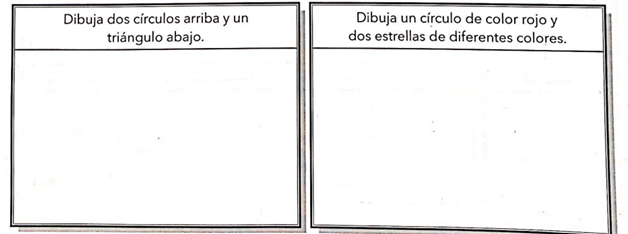 Dibuja dos círculos arriba y un
triángulo abajo.
Dibuja un círculo de color rojo y
dos estrellas de diferentes colores.